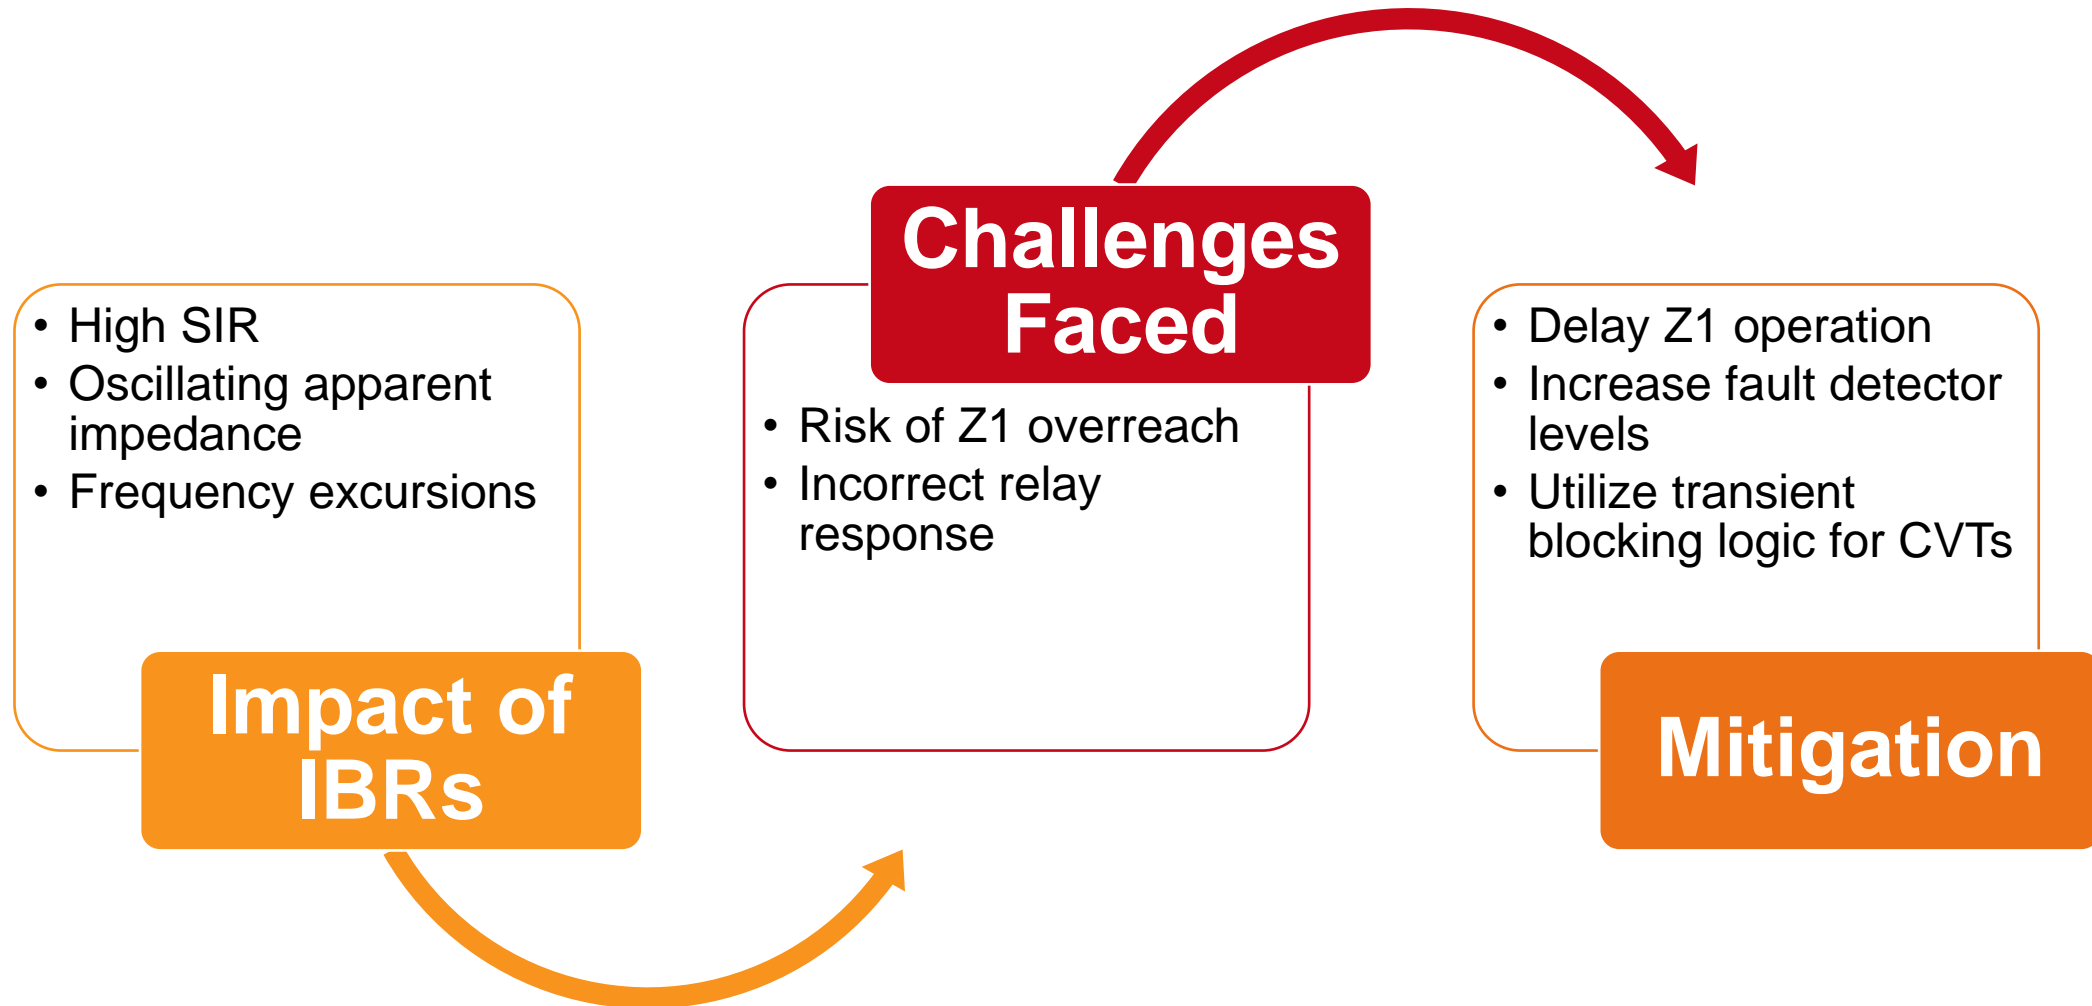 • High SIR
• Oscillating apparent
impedance
• Frequency excursions
Impact of
IBRs
Challenges
Faced
• Risk of Z1 overreach
• Incorrect relay
response
• Delay Z1 operation
• Increase fault detector
levels
• Utilize transient
blocking logic for CVTs
Mitigation